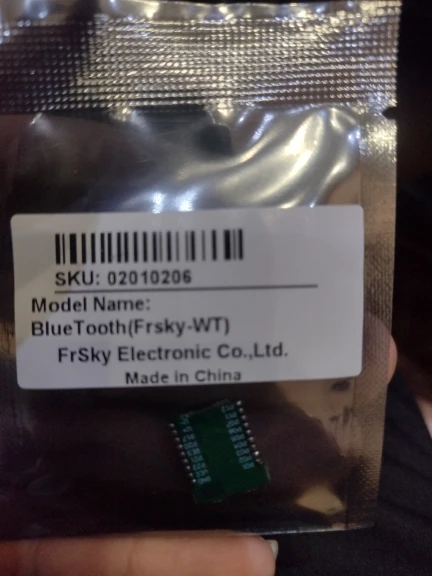 SKU: 02010206
Model Name:
BlueTooth(Frsky-WT)
FrSky Electronic Co.,Ltd.
Made in China